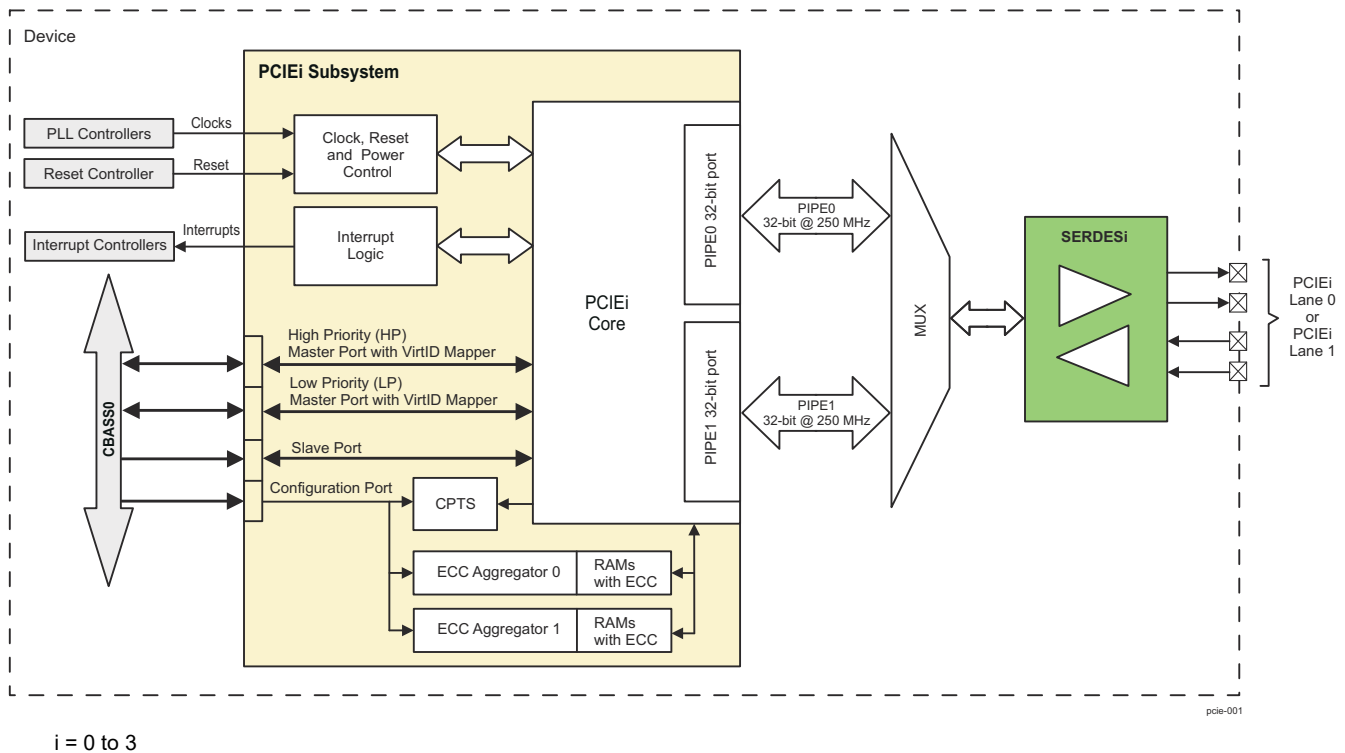 Device
PCIEi Subsystem
PLL Controllers
Clocks
Reset Controller
Reset
Clock, Reset
and Power
Control
Interrupt Controllers
Interrupts
Interrupt
Logic
CBASS0
High Priority (HP)
Master Port with VirtID Mapper
Low Priority (LP)
Master Port with VirtID Mapper
Slave Port
Configuration Port
CPTS
ECC Aggregator 0
RAMs
with ECC
ECC Aggregator 1
RAMs
with ECC
PCIEi
Core
PIPE0 32-bit port
PIPE1 32-bit port
PIPE0
32-bit @ 250 MHz
PIPE1
32-bit @ 250 MHz
MUX
SERDESi
PCIEi
Lane 0
or
PCIEi
Lane 1
pcie-001
i = 0 to 3